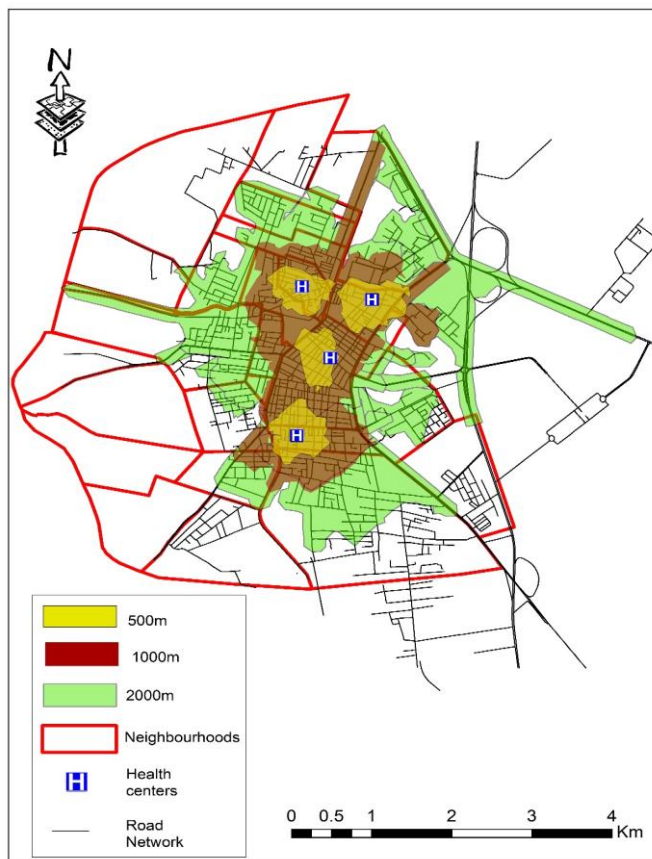 N
H
H
H
H
500m
1000m
2000m
Neighbourhoods
H
Health
centers
Road
Network
0 0.5 1 2 3 4
Km